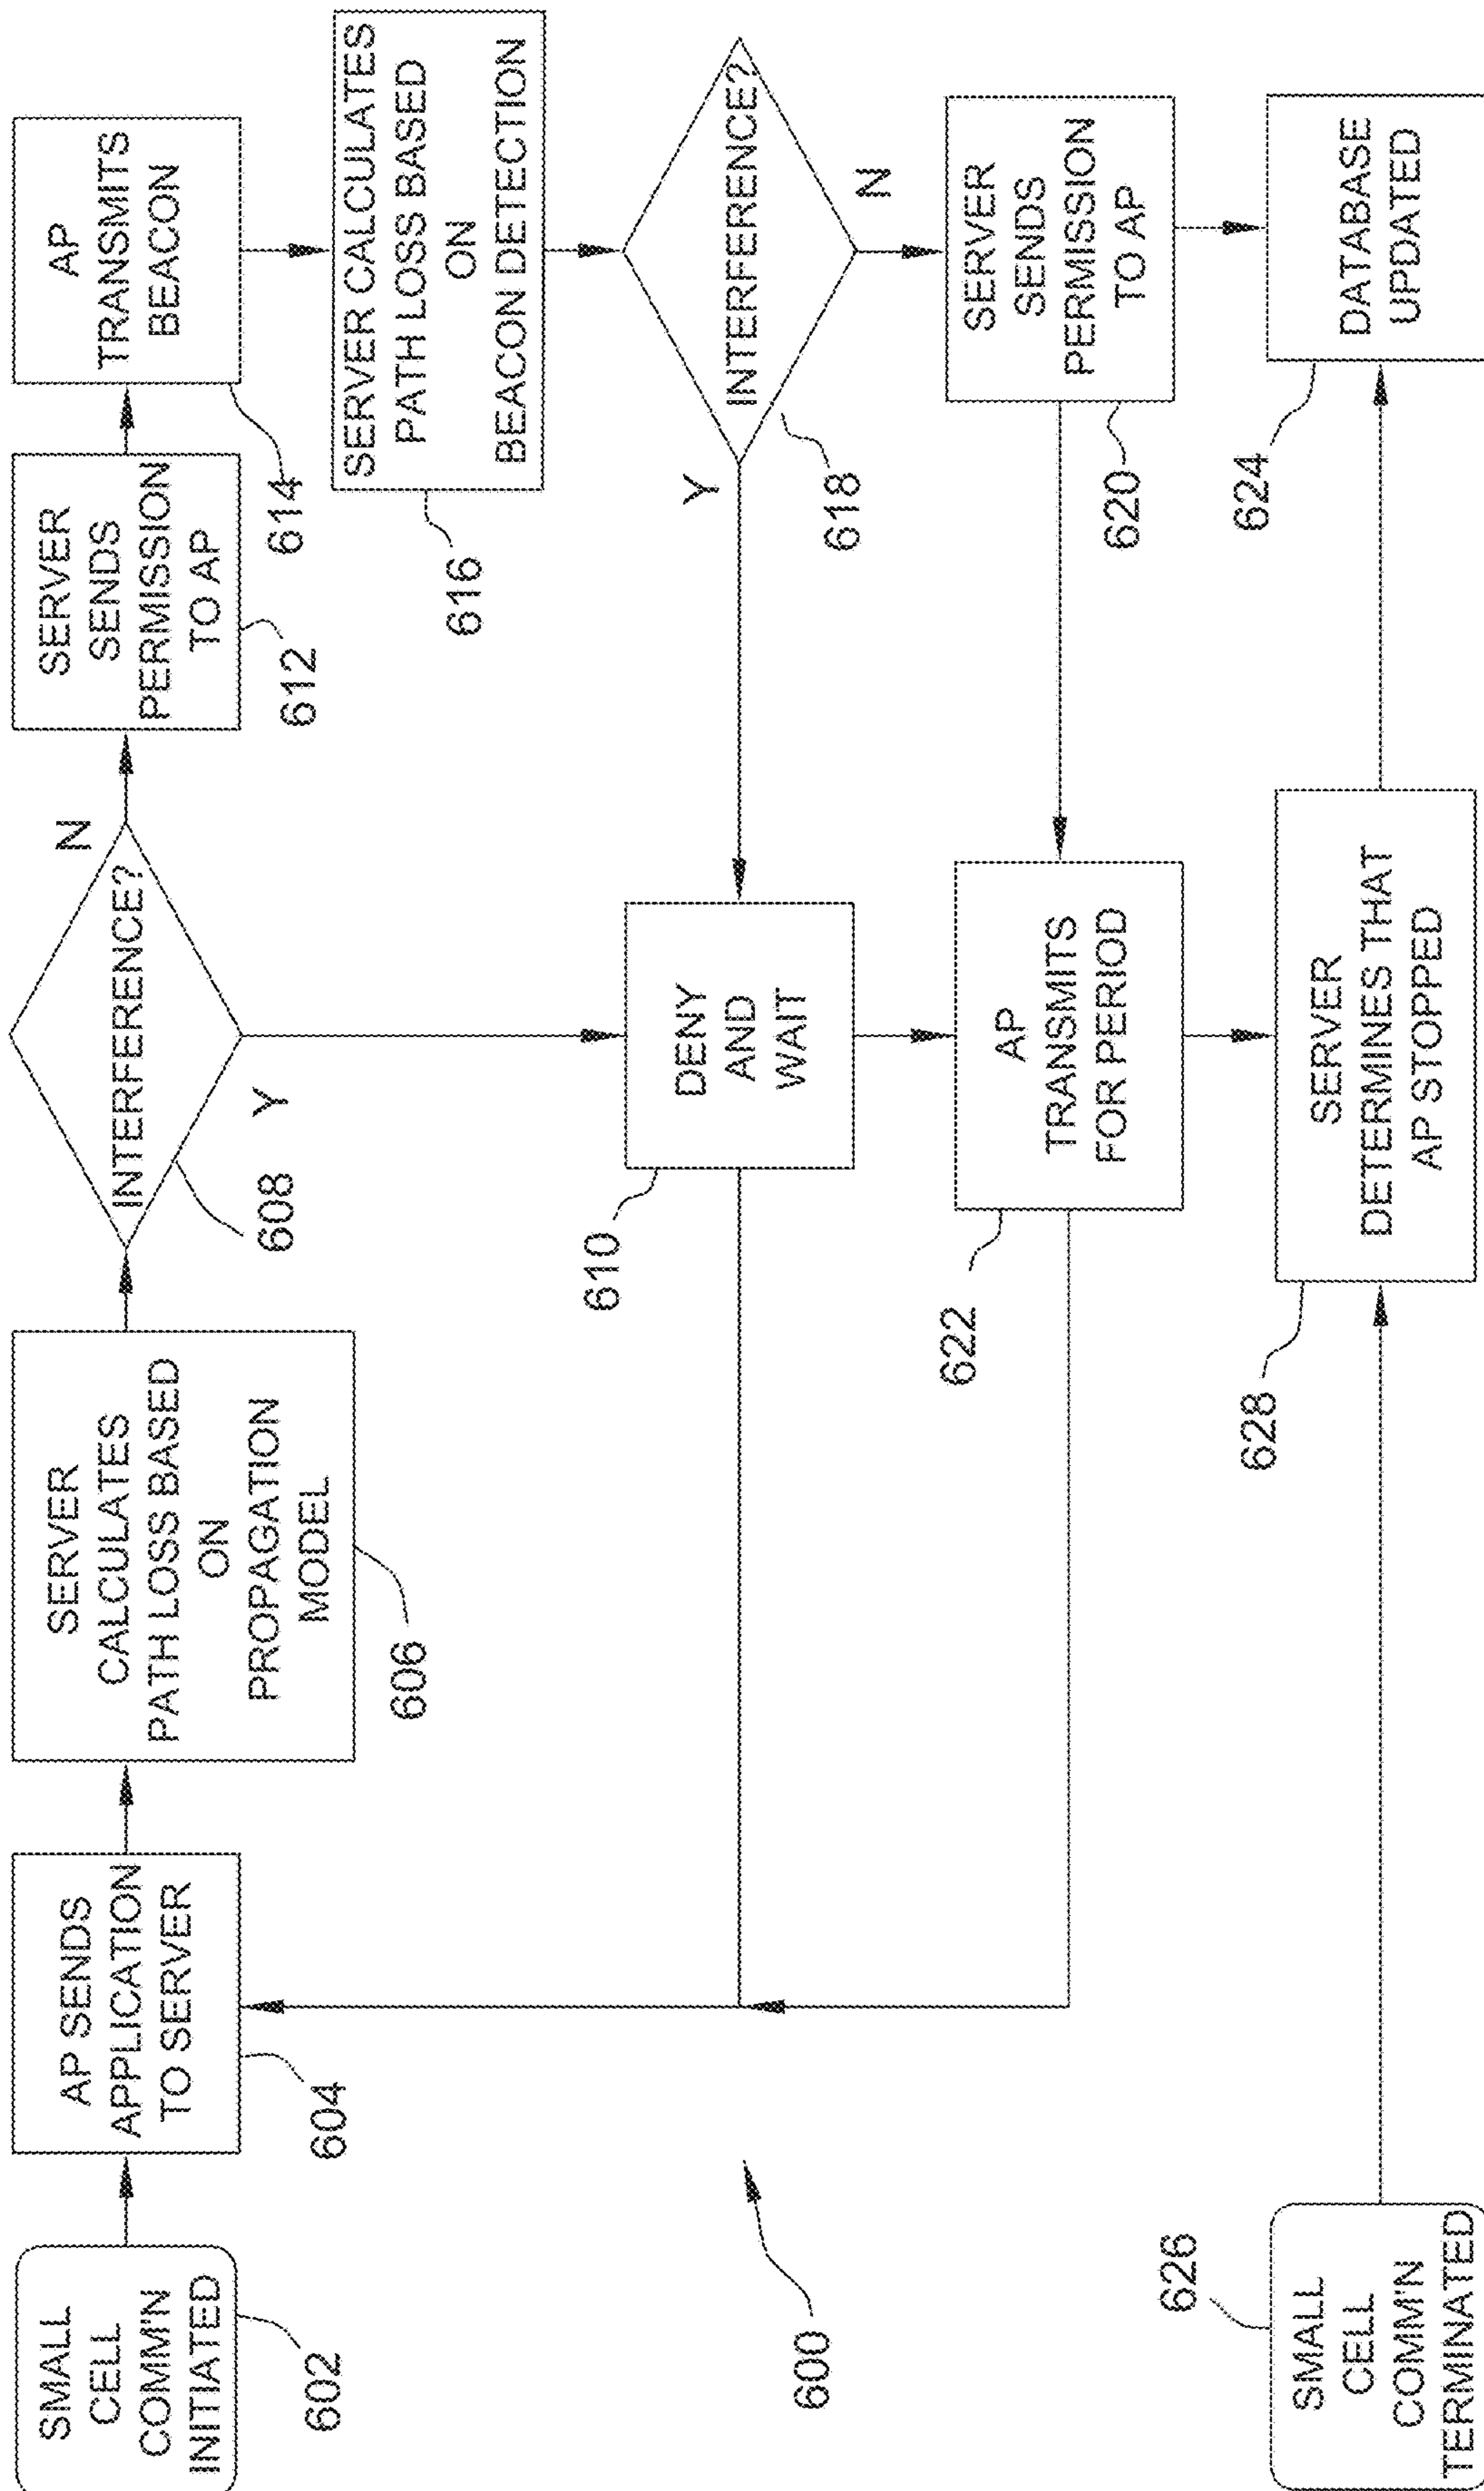 SMALL
CELL
COMM'N
INITIATED
602
AP SENDS
APPLICATION
TO SERVER
604
SERVER
CALCULATES
PATH LOSS BASED
ON
PROPAGATION
MODEL
606
INTERFERENCE?
608
N
Y
SERVER
SENDS
PERMISSION
TO AP
612
AP
TRANSMITS
BEACON
614
SERVER CALCULATES
PATH LOSS BASED
ON
BEACON DETECTION
616
INTERFERENCE?
618
Y
N
DENY
AND
WAIT
610
SERVER
SENDS
PERMISSION
TO AP
620
AP
TRANSMITS
FOR PERIOD
622
600
SMALL
CELL
COMM'N
TERMINATED
626
SERVER
DETERMINES THAT
AP STOPPED
628
DATABASE
UPDATED
624